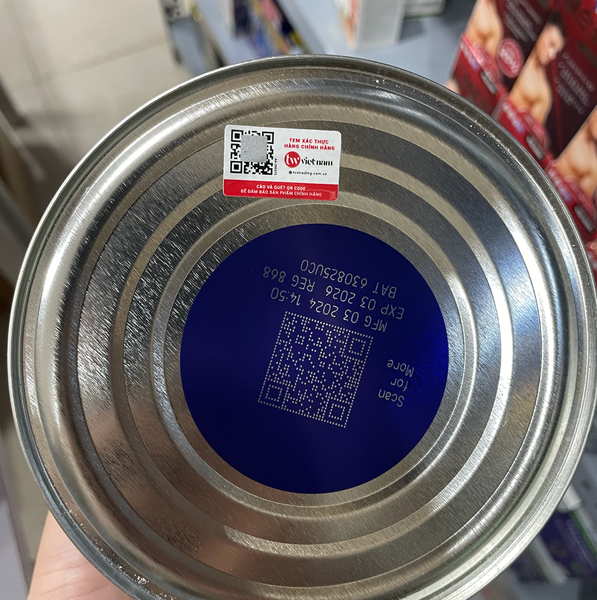 TEM XÁC THỰC
HÀNG CHÍNH HÃNG
tw vietnam
CÀO VÀ QUÉT QR CODE
ĐỂ ĐẢM BẢO SẢN PHẨM CHÍNH HÃNG
MFG 03 2024 14:50
EXP 03 2026 REG 868
BAT 630825UC0
Scan
for
More